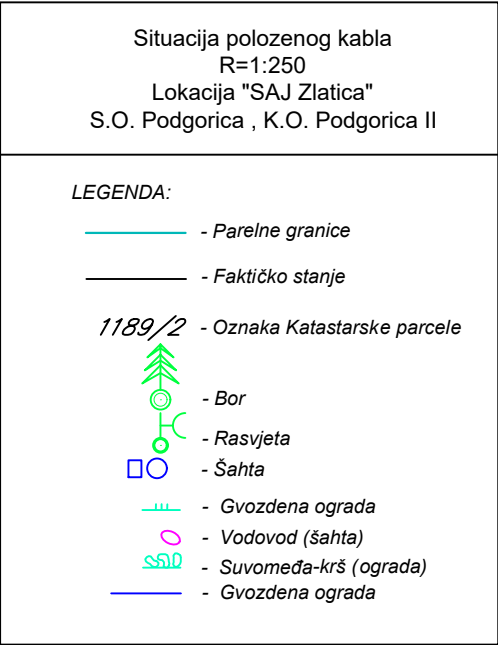 Situacija polozenog kabla
R=1:250
Lokacija "SAJ Zlatica"
S.O. Podgorica , K.O. Podgorica II
LEGENDA:
- Parelne granice
- Faktičko stanje
1189/2 - Oznaka Katastarske parcele
- Bor
- Rasvjeta
- Šahta
- Gvozdena ograda
- Vodovod (šahta)
- Suvomeđa-krš (ograda)
- Gvozdena ograda